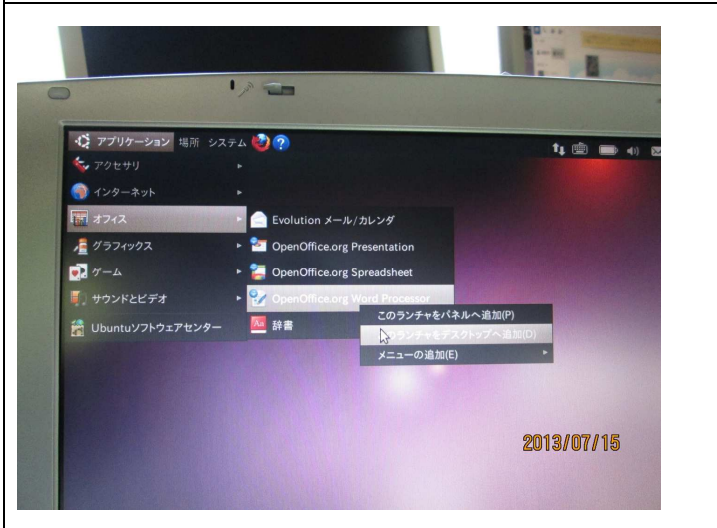 アプリケーション 場所 システム
アクセサリ
インターネット
オフィス
グラフィックス
ゲーム
サウンドとビデオ
Ubuntuソフトウェアセンター
Evolution メール/カレンダ
OpenOffice.org Presentation
OpenOffice.org Spreadsheet
OpenOffice.org Word Processor
Aa 辞書
このランチャをパネルへ追加(P)
このランチャをデスクトップへ追加(D)
メニューの追加(E)
2013/07/15